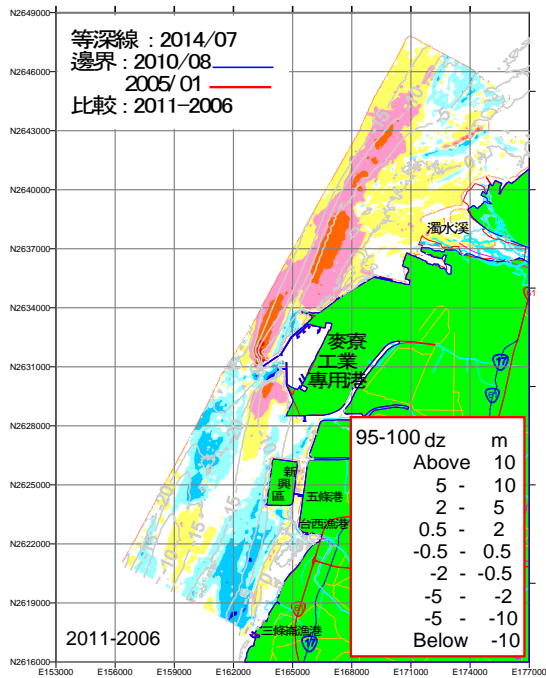 N2649000
N2646000
N2643000
N2640000
N2637000
N2634000
N2631000
N2628000
N2625000
N2622000
N2619000
N2616000
E153000
E156000
E159000
E162000
E165000
E168000
E171000
E174000
E177000
等深線 : 2014/07
邊界 : 2010/08
2005/01
比較 : 2011-2006
濁水溪
麥寮
工業
專用港
新
興
區
五條港
台西漁港
三條崙漁港
2011-2006
95-100 dz m
Above 10
5 - 10
2 - 5
0.5 - 2
-0.5 - 0.5
-2 - -0.5
-5 - -2
-5 - -10
Below -10
17
17
61